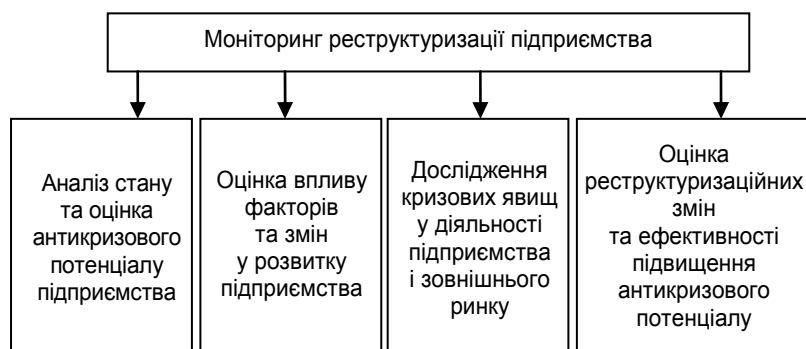 Моніторинг реструктуризації підприємства
Аналіз стану
та оцінка
антикризового
потенціалу
підприємства
Оцінка впливу
факторів
та змін
у розвитку
підприємства
Дослідження
кризових явищ
у діяльності
підприємства
і зовнішнього
ринку
Оцінка
реструктуризаційних
змін
та ефективності
підвищення
антикризового
потенціалу